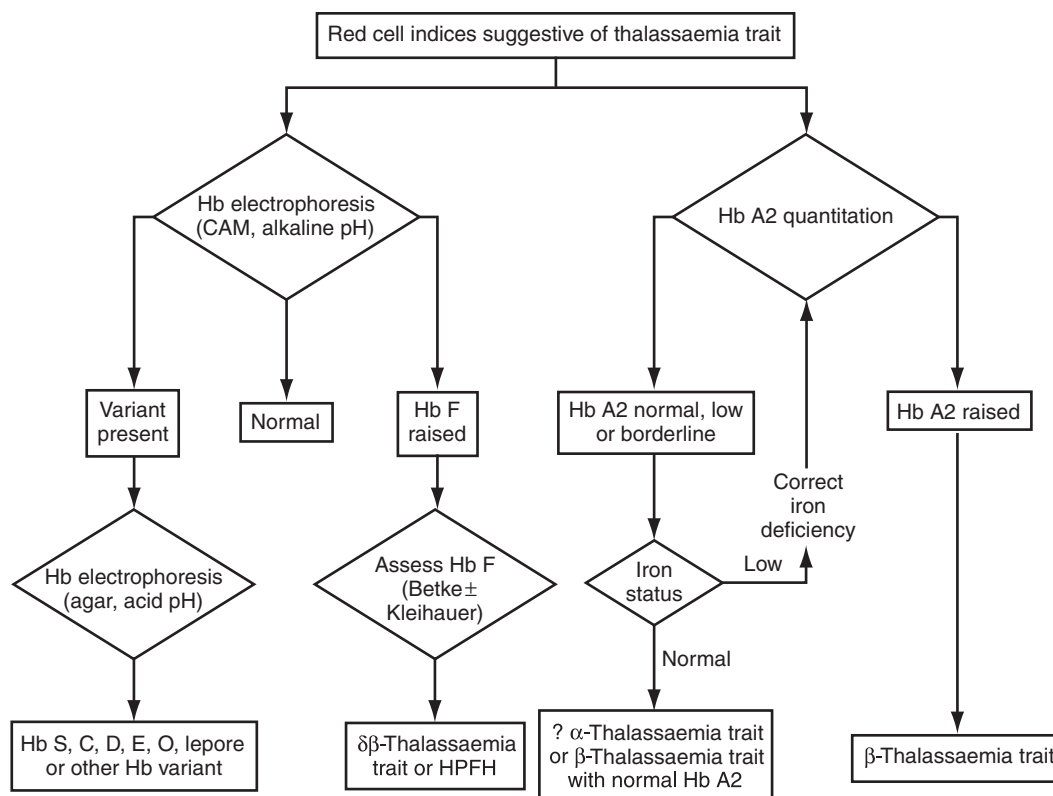 Red cell indices suggestive of thalassaemia trait
Hb electrophoresis
(CAM, alkaline pH)
Hb A2 quantitation
Variant
present
Normal
Hb F
raised
Hb A2 normal, low
or borderline
Hb A2 raised
Correct
iron
deficiency
Hb electrophoresis
(agar, acid pH)
Assess Hb F
(Betke±
Kleihauer)
Iron
status
Low
Normal
Hb S, C, D, E, O, lepore
or other Hb variant
δβ-Thalassaemia
trait or HPFH
? α-Thalassaemia trait
or β-Thalassaemia trait
with normal Hb A2
β-Thalassaemia trait